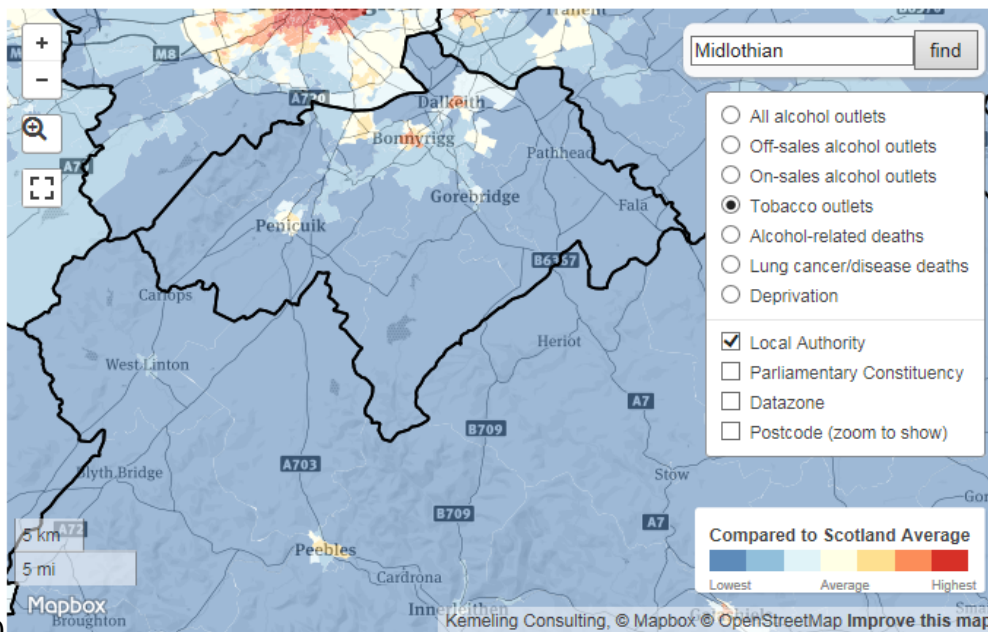 +
−
M8
A720
Tranent
Dalkeith
Bonnyrigg
Pathhead
Gorebridge
Fala
Penicuik
B6367
Carlops
Heriot
West Linton
A7
B709
A703
Blyth Bridge
Stow
B709
A7
A72
5 km
5 mi
Peebles
Cardrona
Mapbox
Broughton
Innerleithen
Midlothian
find
All alcohol outlets
Off-sales alcohol outlets
On-sales alcohol outlets
Tobacco outlets
Alcohol-related deaths
Lung cancer/disease deaths
Deprivation
Local Authority
Parliamentary Constituency
Datazone
Postcode (zoom to show)
Compared to Scotland Average
Lowest Average Highest
Kemeling Consulting, © Mapbox © OpenStreetMap Improve this map